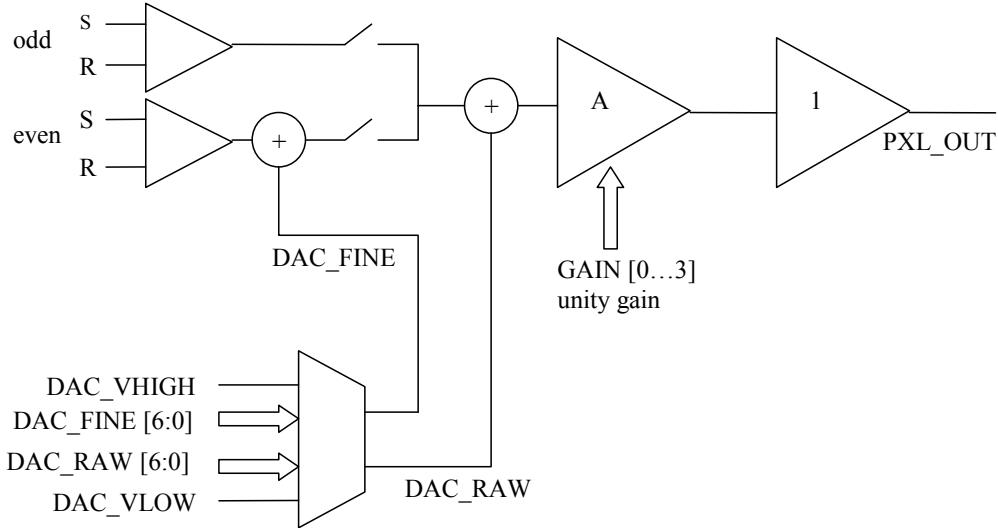 S
odd
R
S
even
R
+
+
A
1
PXL_OUT
DAC_FINE
GAIN [0…3]
unity gain
DAC_VHIGH
DAC_FINE [6:0]
DAC_RAW [6:0]
DAC_VLOW
DAC_RAW